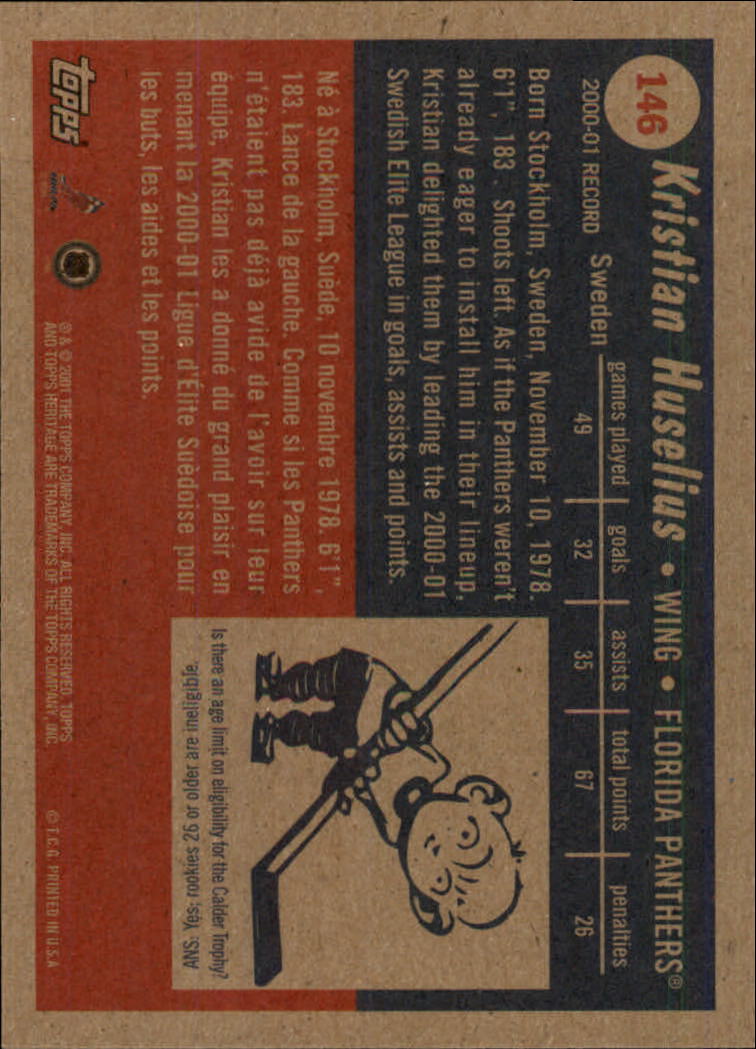 146
Kristian Huselius • WING • FLORIDA PANTHERS®
2000-01 RECORD
games played goals assists total points penalties
Sweden 49 32 35 67 26
Born Stockholm, Sweden, November 10, 1978.
6'1", 183 . Shoots left. As if the Panthers weren't
already eager to install him in their lineup,
Kristian delighted them by leading the 2000-01
Swedish Elite League in goals, assists and points.
Né à Stockholm, Suède, 10 novembre 1978. 6'1",
183. Lance de la gauche. Comme si les Panthers
n'étaient pas déjà avide de l'avoir sur leur
équipe, Kristian les a donné du grand plaisir en
menant la 2000-01 Ligue d'Élite Suèdoise pour
les buts, les aides et les points.
Is there an age limit on eligibility for the Calder Trophy?
ANS: Yes; rookies 26 or older are ineligible.
topps
® & © 2001 THE TOPPS COMPANY, INC. ALL RIGHTS RESERVED. TOPPS
AND TOPPS HERITAGE ARE TRADEMARKS OF THE TOPPS COMPANY, INC.
© T.C.G. PRINTED IN U.S.A